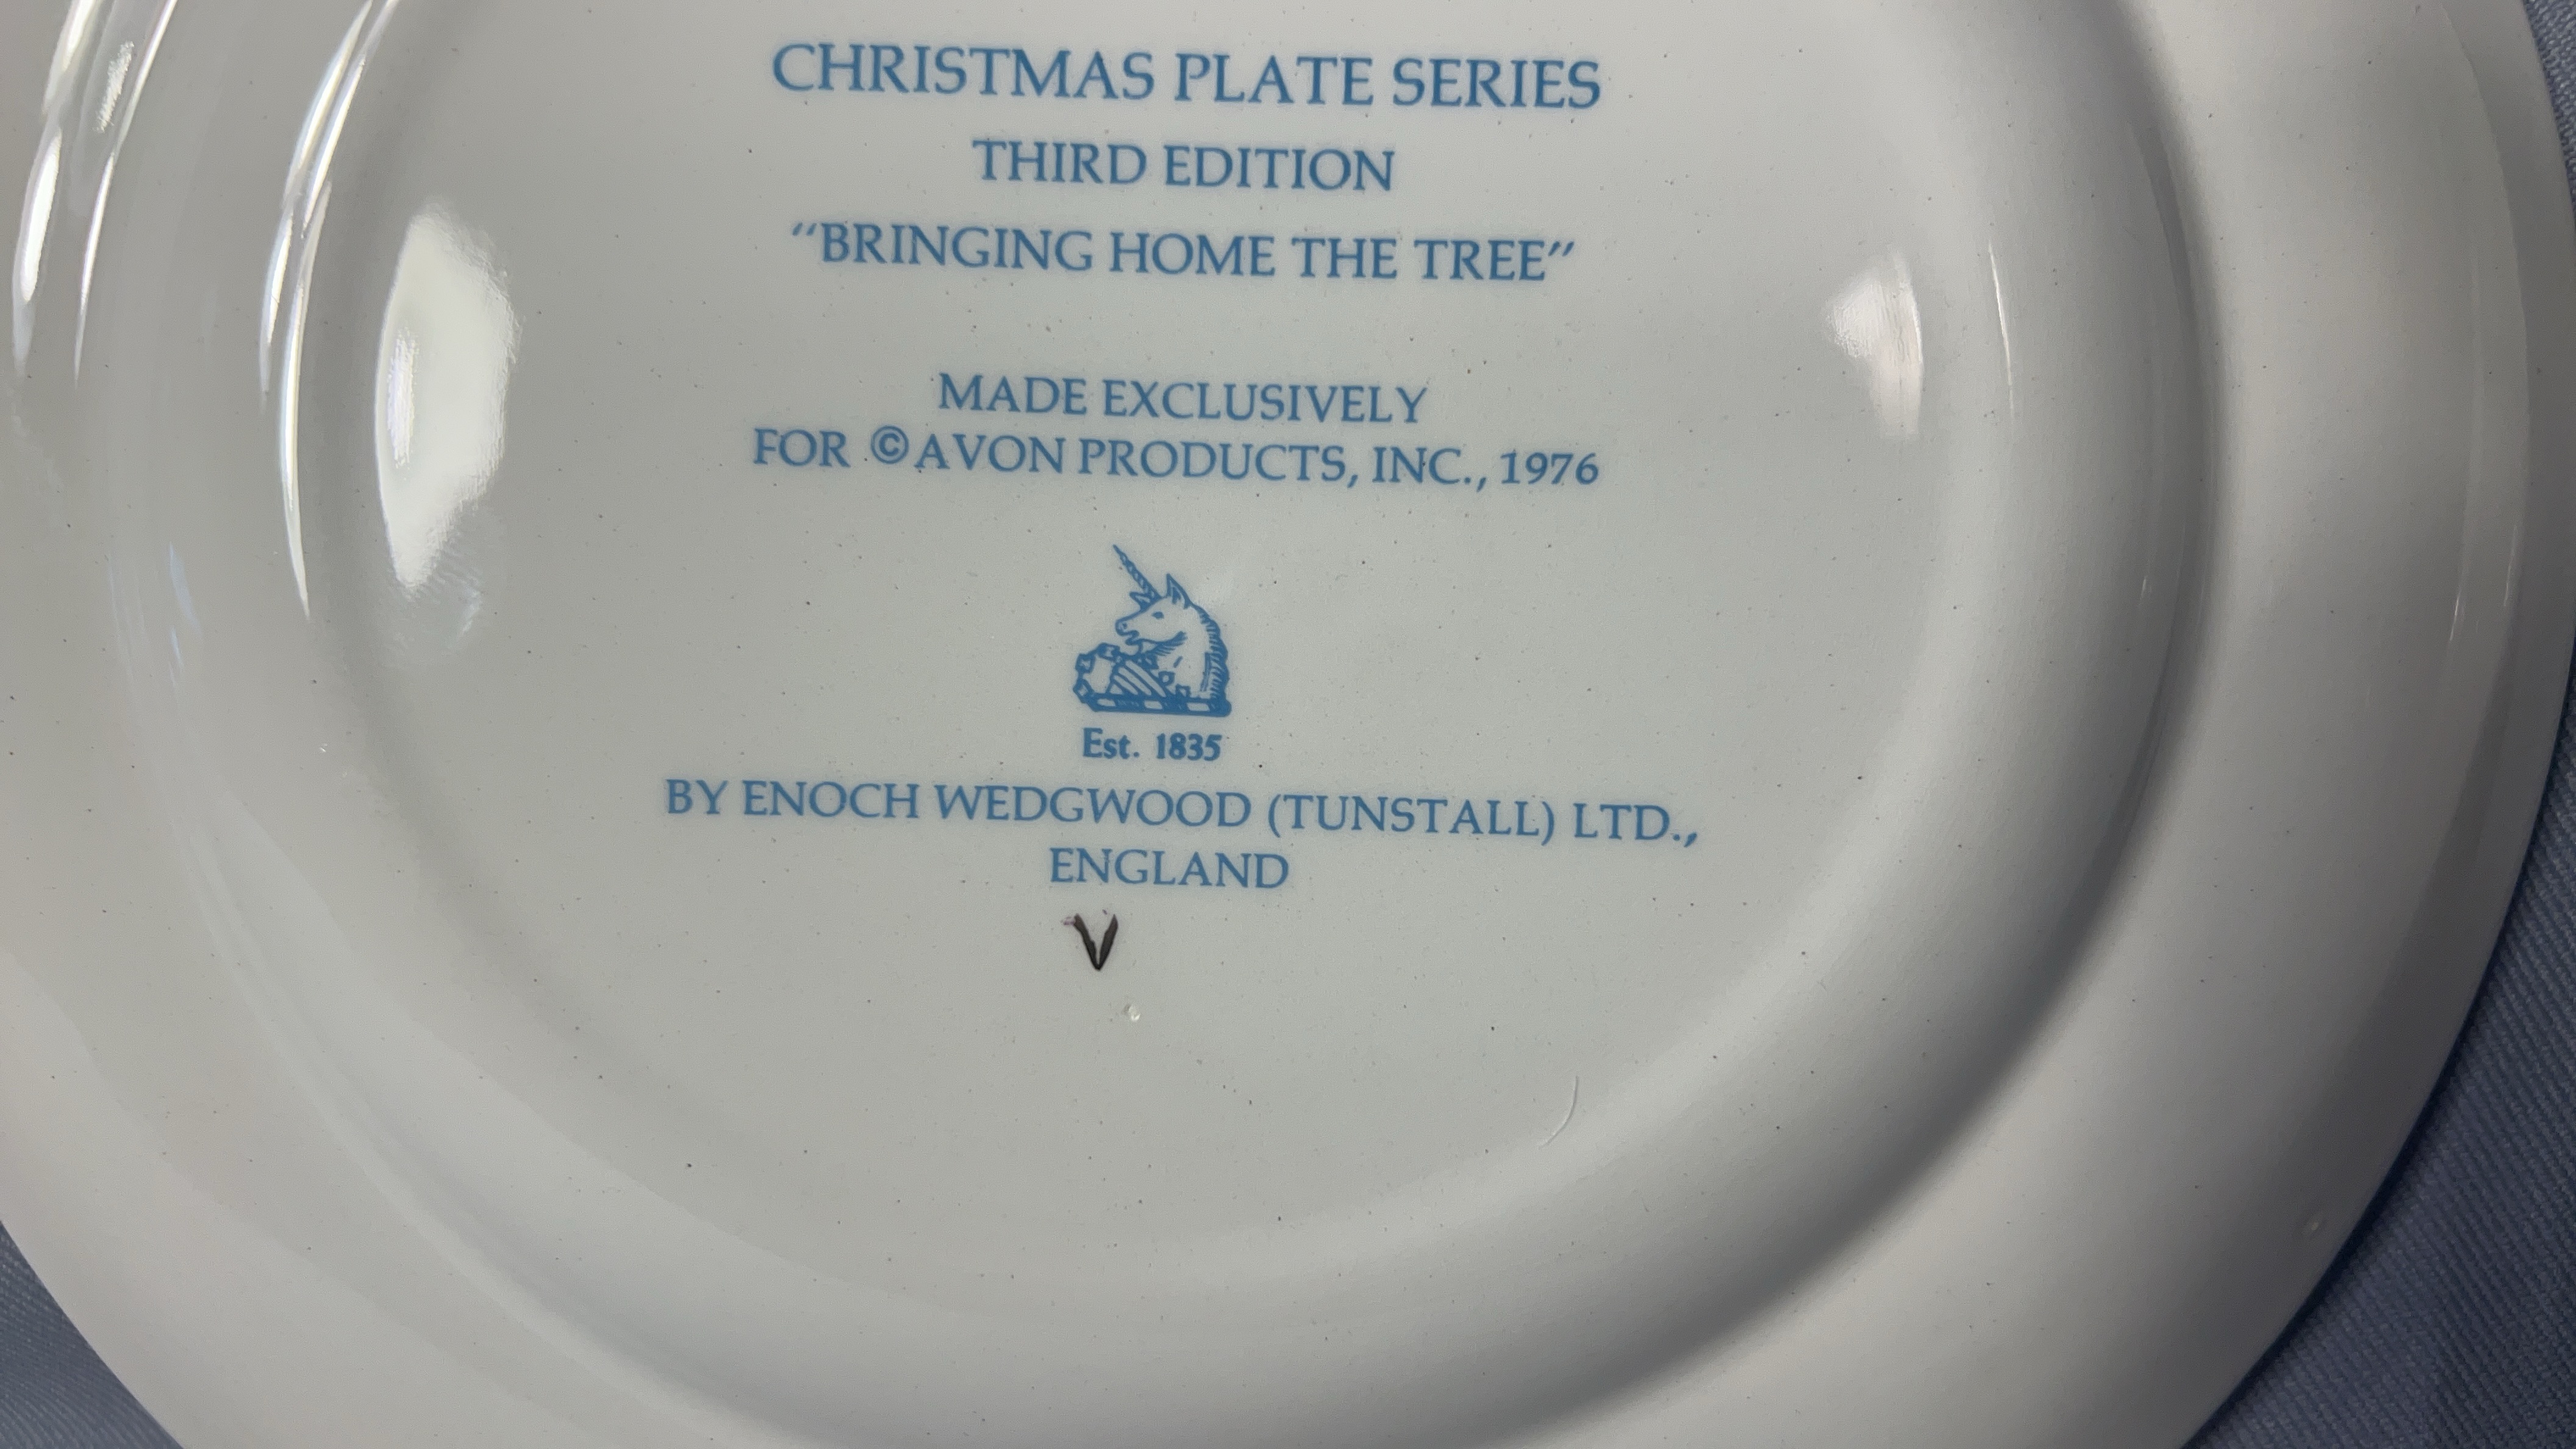 CHRISTMAS PLATE SERIES
THIRD EDITION
"BRINGING HOME THE TREE"
MADE EXCLUSIVELY
FOR ©AVON PRODUCTS, INC., 1976
Est. 1835
BY ENOCH WEDGWOOD (TUNSTALL) LTD.,
ENGLAND
V